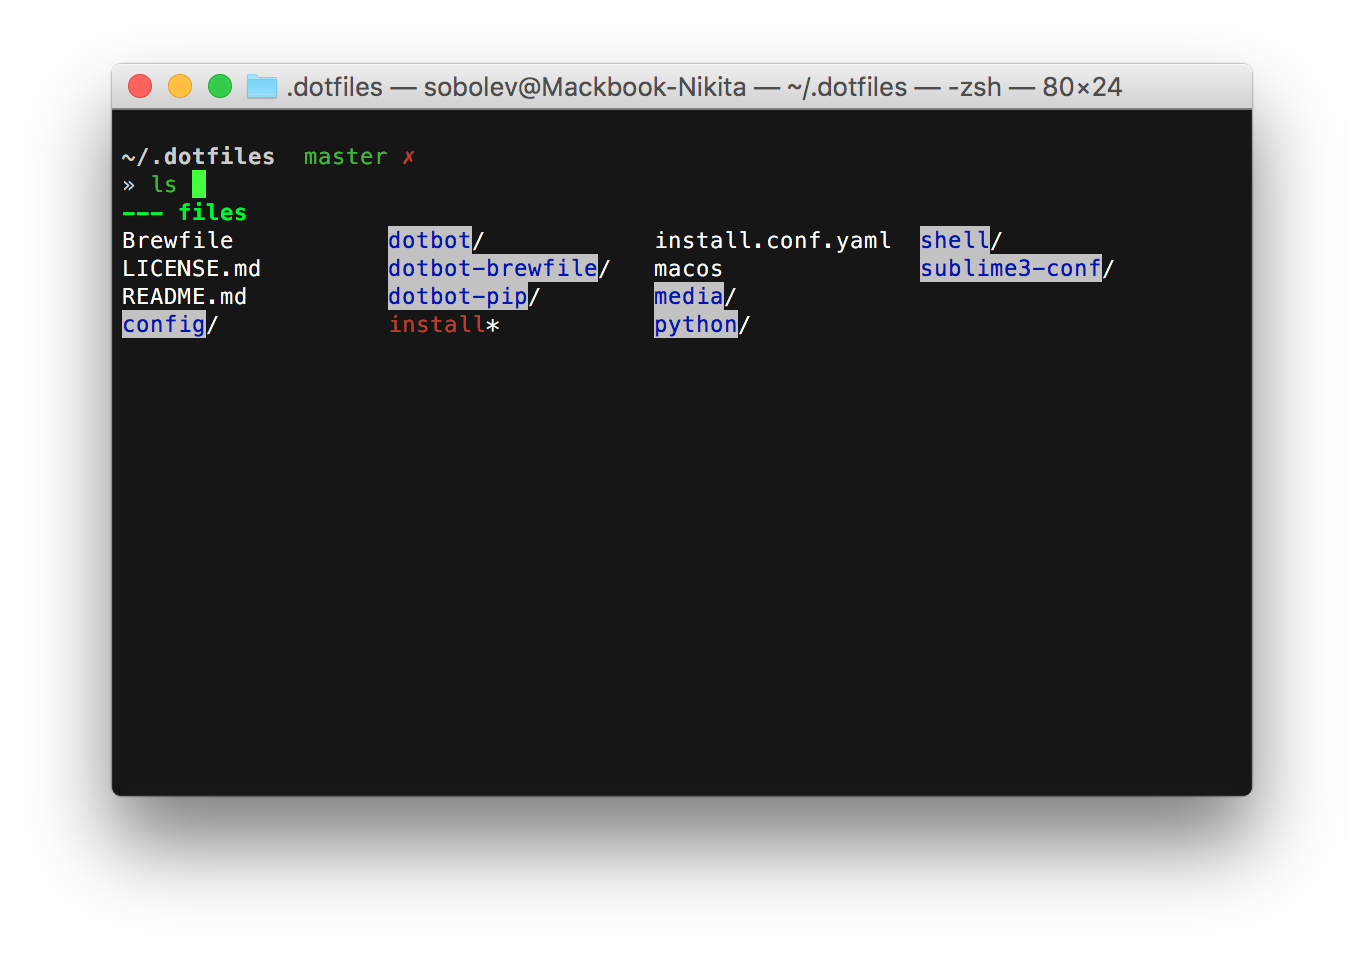 .dotfiles — sobolev@Mackbook-Nikita — ~/.dotfiles — -zsh — 80×24
~/.dotfiles master ✗
» ls
--- files
Brewfile dotbot/ install.conf.yaml shell/
LICENSE.md dotbot-brewfile/ macos sublime3-conf/
README.md dotbot-pip/ media/
config/ install* python/